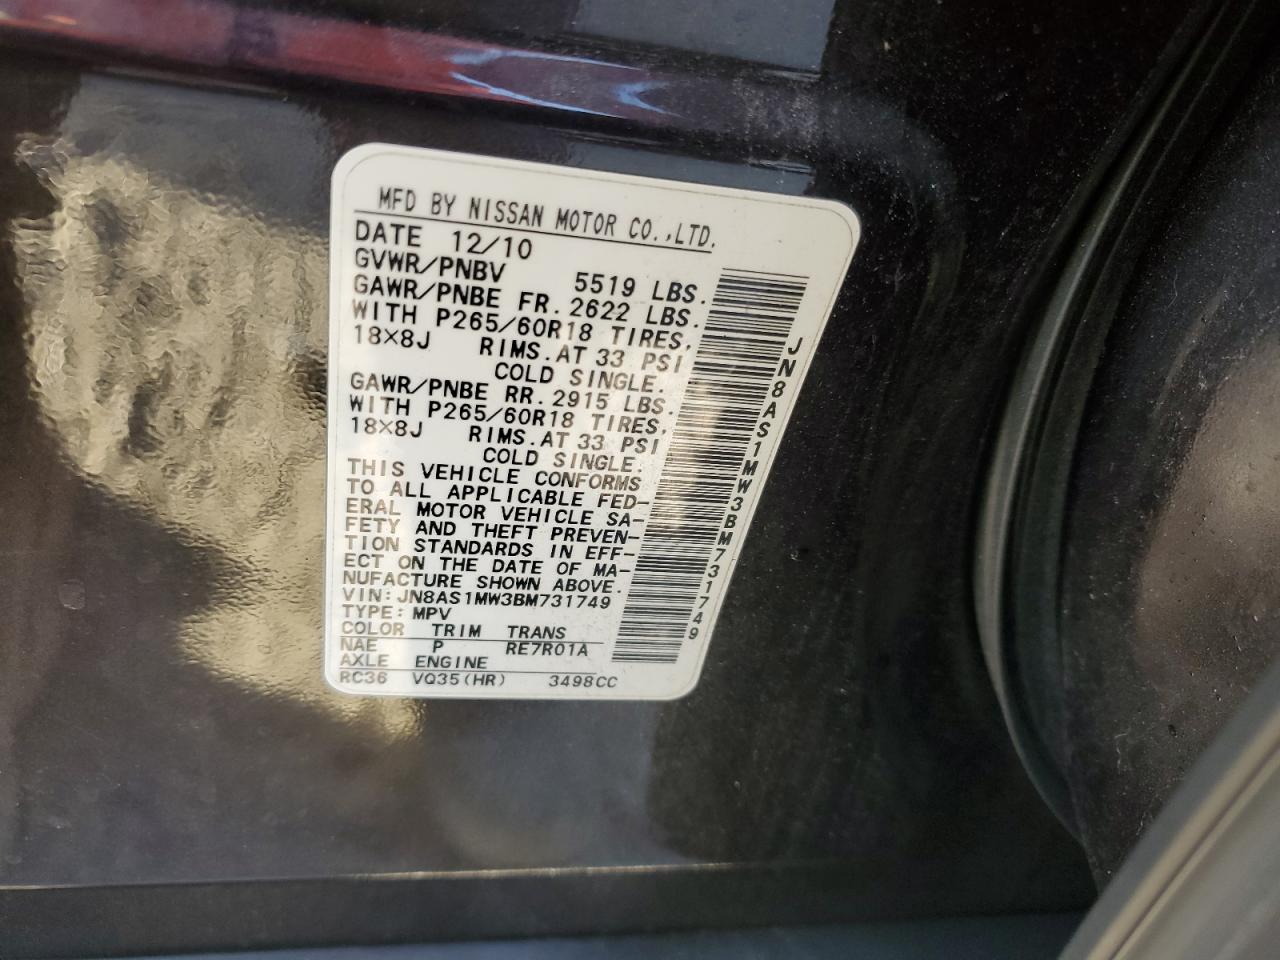 MFD BY NISSAN MOTOR CO.,LTD.
DATE 12/10
GVWR/PNBV 5519 LBS.
GAWR/PNBE FR. 2622 LBS.
WITH P265/60R18 TIRES,
18×8J RIMS. AT 33 PSI
COLD SINGLE.
GAWR/PNBE RR. 2915 LBS.
WITH P265/60R18 TIRES,
18×8J RIMS. AT 33 PSI
COLD SINGLE.
THIS VEHICLE CONFORMS
TO ALL APPLICABLE FED-
ERAL MOTOR VEHICLE SA-
FETY AND THEFT PREVEN-
TION STANDARDS IN EFF-
ECT ON THE DATE OF MA-
NUFACTURE SHOWN ABOVE.
VIN: JN8AS1MW3BM731749
TYPE: MPV
COLOR TRIM TRANS
NAE P RE7R01A
AXLE ENGINE
RC36 VQ35(HR) 3498CC
JN8AS1MW3BM731749